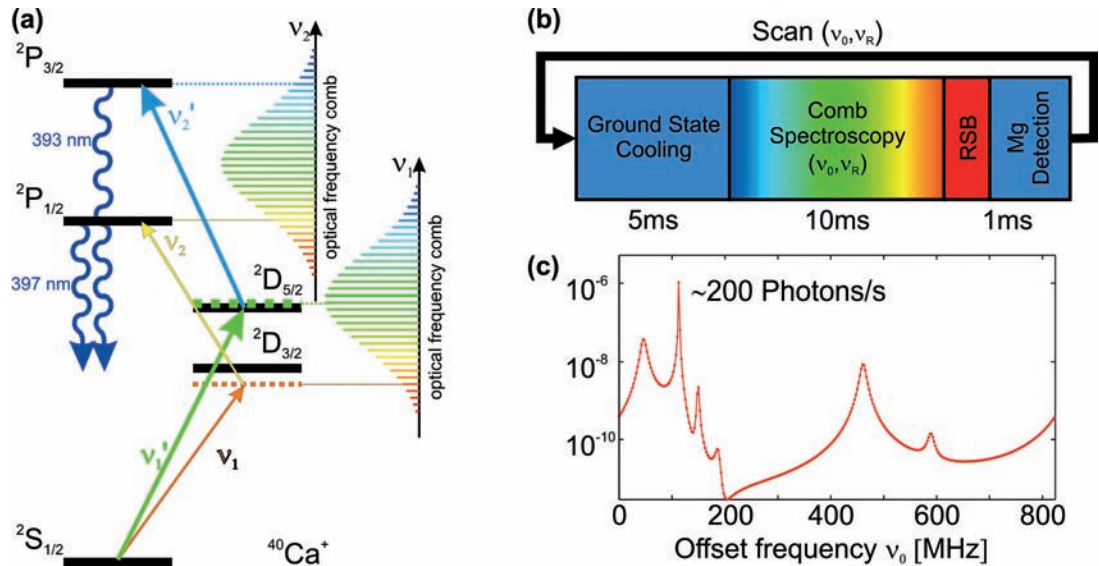 (a)
ν₂
²P₃/₂
optical frequency comb
ν₂'
393 nm
ν₁
²P₁/₂
ν₂
optical frequency comb
397 nm
²D₅/₂
²D₃/₂
ν₁'
ν₁
²S₁/₂
⁴⁰Ca⁺
(b)
Scan (ν₀,νR)
Ground State
Cooling
Comb
Spectroscopy
(ν₀,νR)
RSB
Mg
Detection
5ms
10ms
1ms
(c)
10⁻⁶
~200 Photons/s
10⁻⁸
10⁻¹⁰
0
200
400
600
800
Offset frequency ν₀ [MHz]